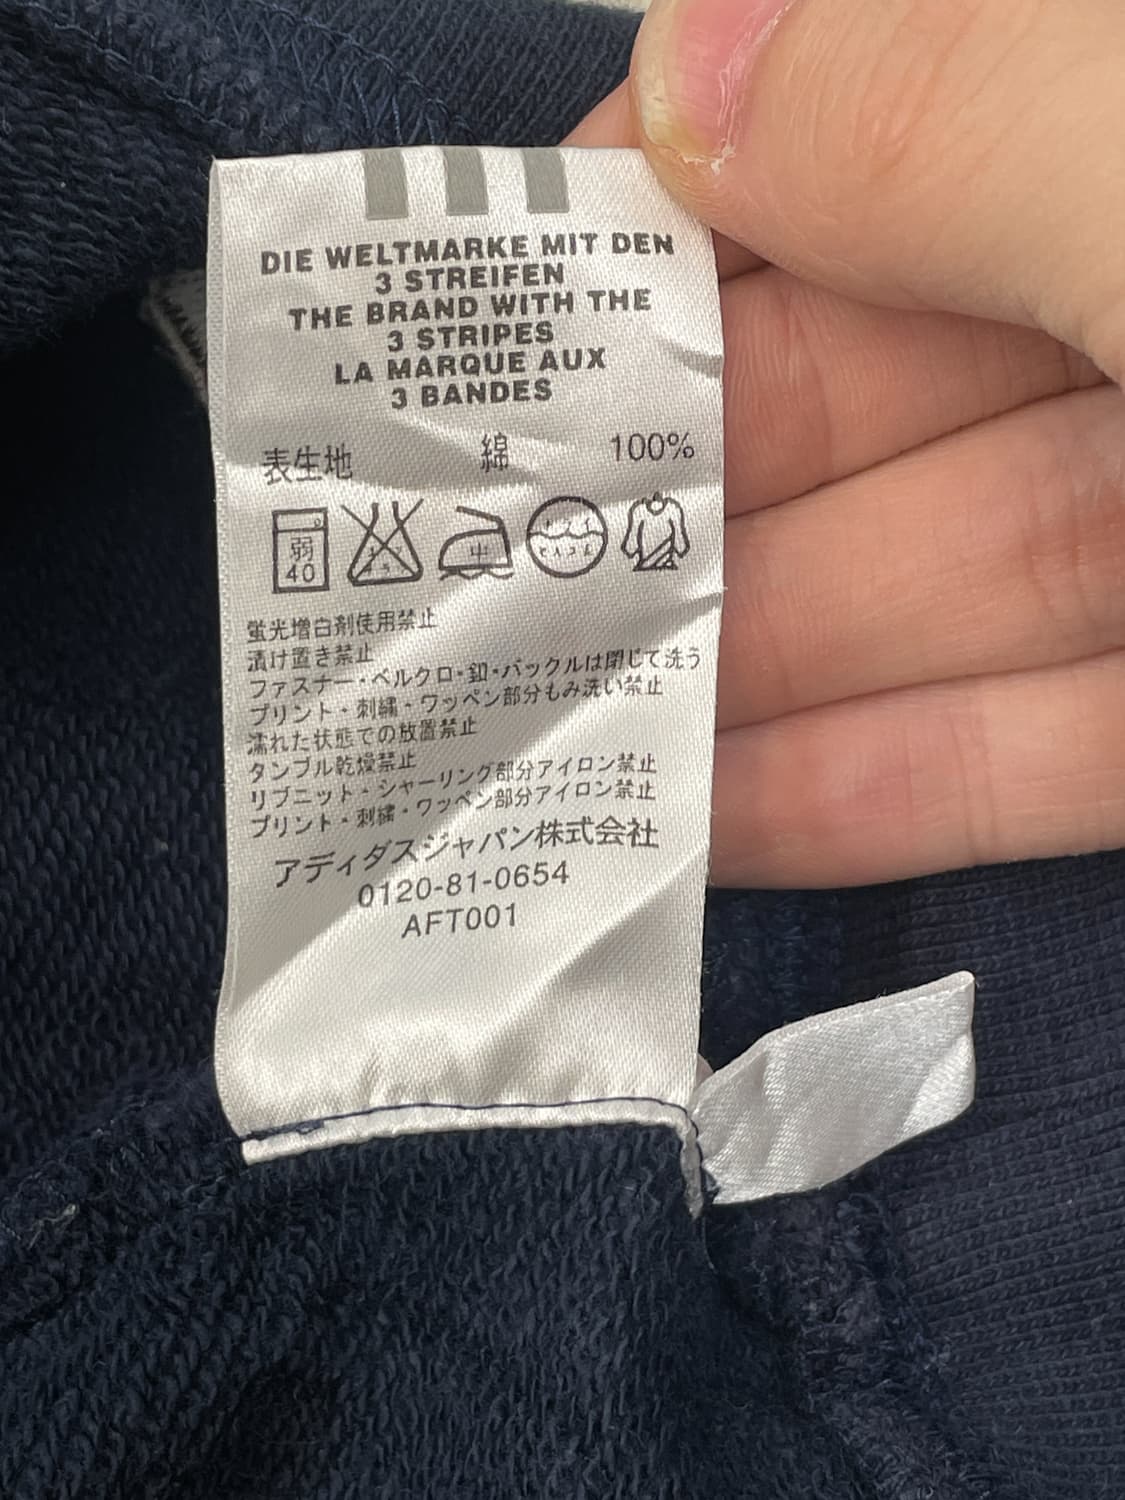 DIE WELTMARKE MIT DEN
3 STREIFEN
THE BRAND WITH THE
3 STRIPES
LA MARQUE AUX
3 BANDES
表生地 綿 100%
弱 40 中
蛍光増白剤使用禁止
漬け置き禁止
ファスナー・ベルクロ・釦・バックルは閉じて洗う
プリント・刺繍・ワッペン部分もみ洗い禁止
濡れた状態での放置禁止
タンブル乾燥禁止
リブニット・シャーリング部分アイロン禁止
プリント・刺繍・ワッペン部分アイロン禁止
アディダスジャパン株式会社
0120-81-0654
AFT001